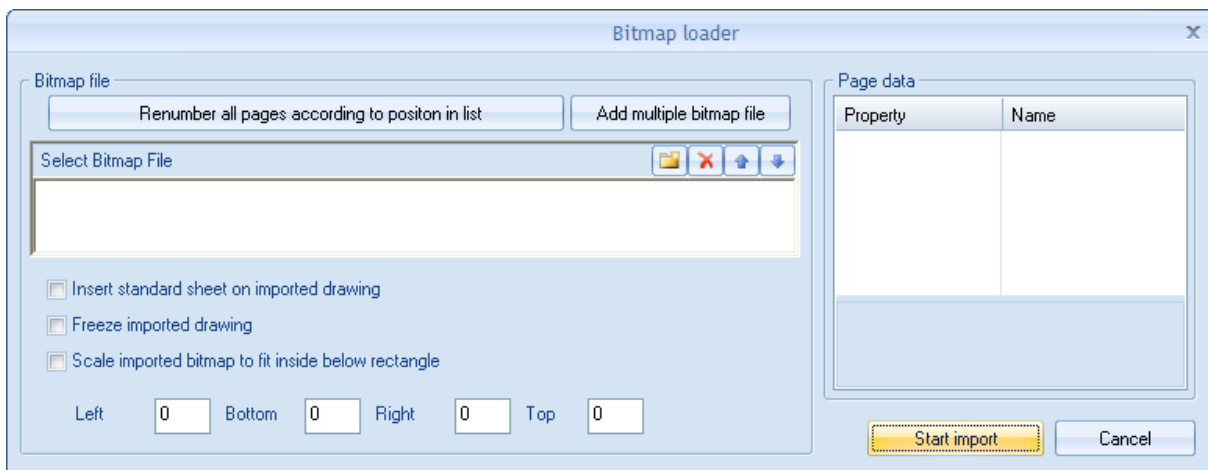 Bitmap loader
Bitmap file
Renumber all pages according to positon in list
Add multiple bitmap file
Select Bitmap File
Insert standard sheet on imported drawing
Freeze imported drawing
Scale imported bitmap to fit inside below rectangle
Left 0 Bottom 0 Right 0 Top 0
Page data
Property Name
Start import Cancel